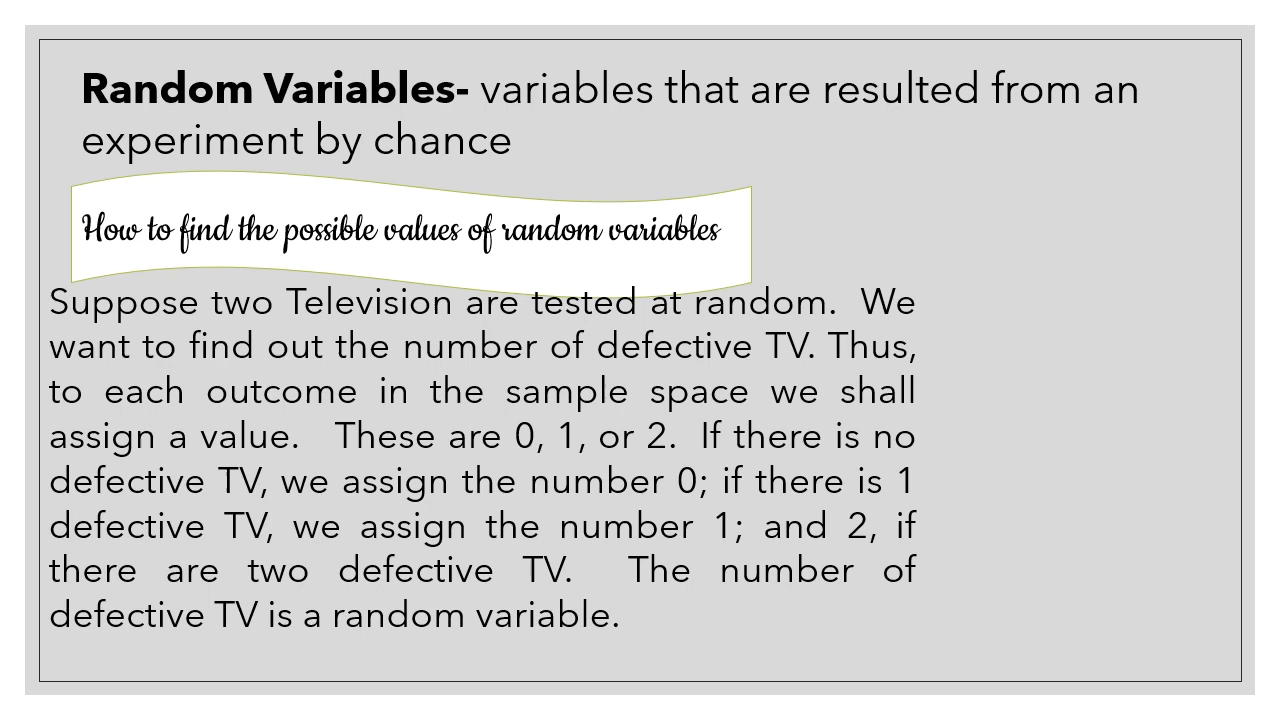 Random Variables- variables that are resulted from an
experiment by chance
How to find the possible values of random variables
Suppose two Television are tested at random.  We
want to find out the number of defective TV. Thus,
to each outcome in the sample space we shall
assign a value.   These are 0, 1, or 2.  If there is no
defective TV, we assign the number 0; if there is 1
defective TV, we assign the number 1; and 2, if
there are two defective TV.  The number of
defective TV is a random variable.